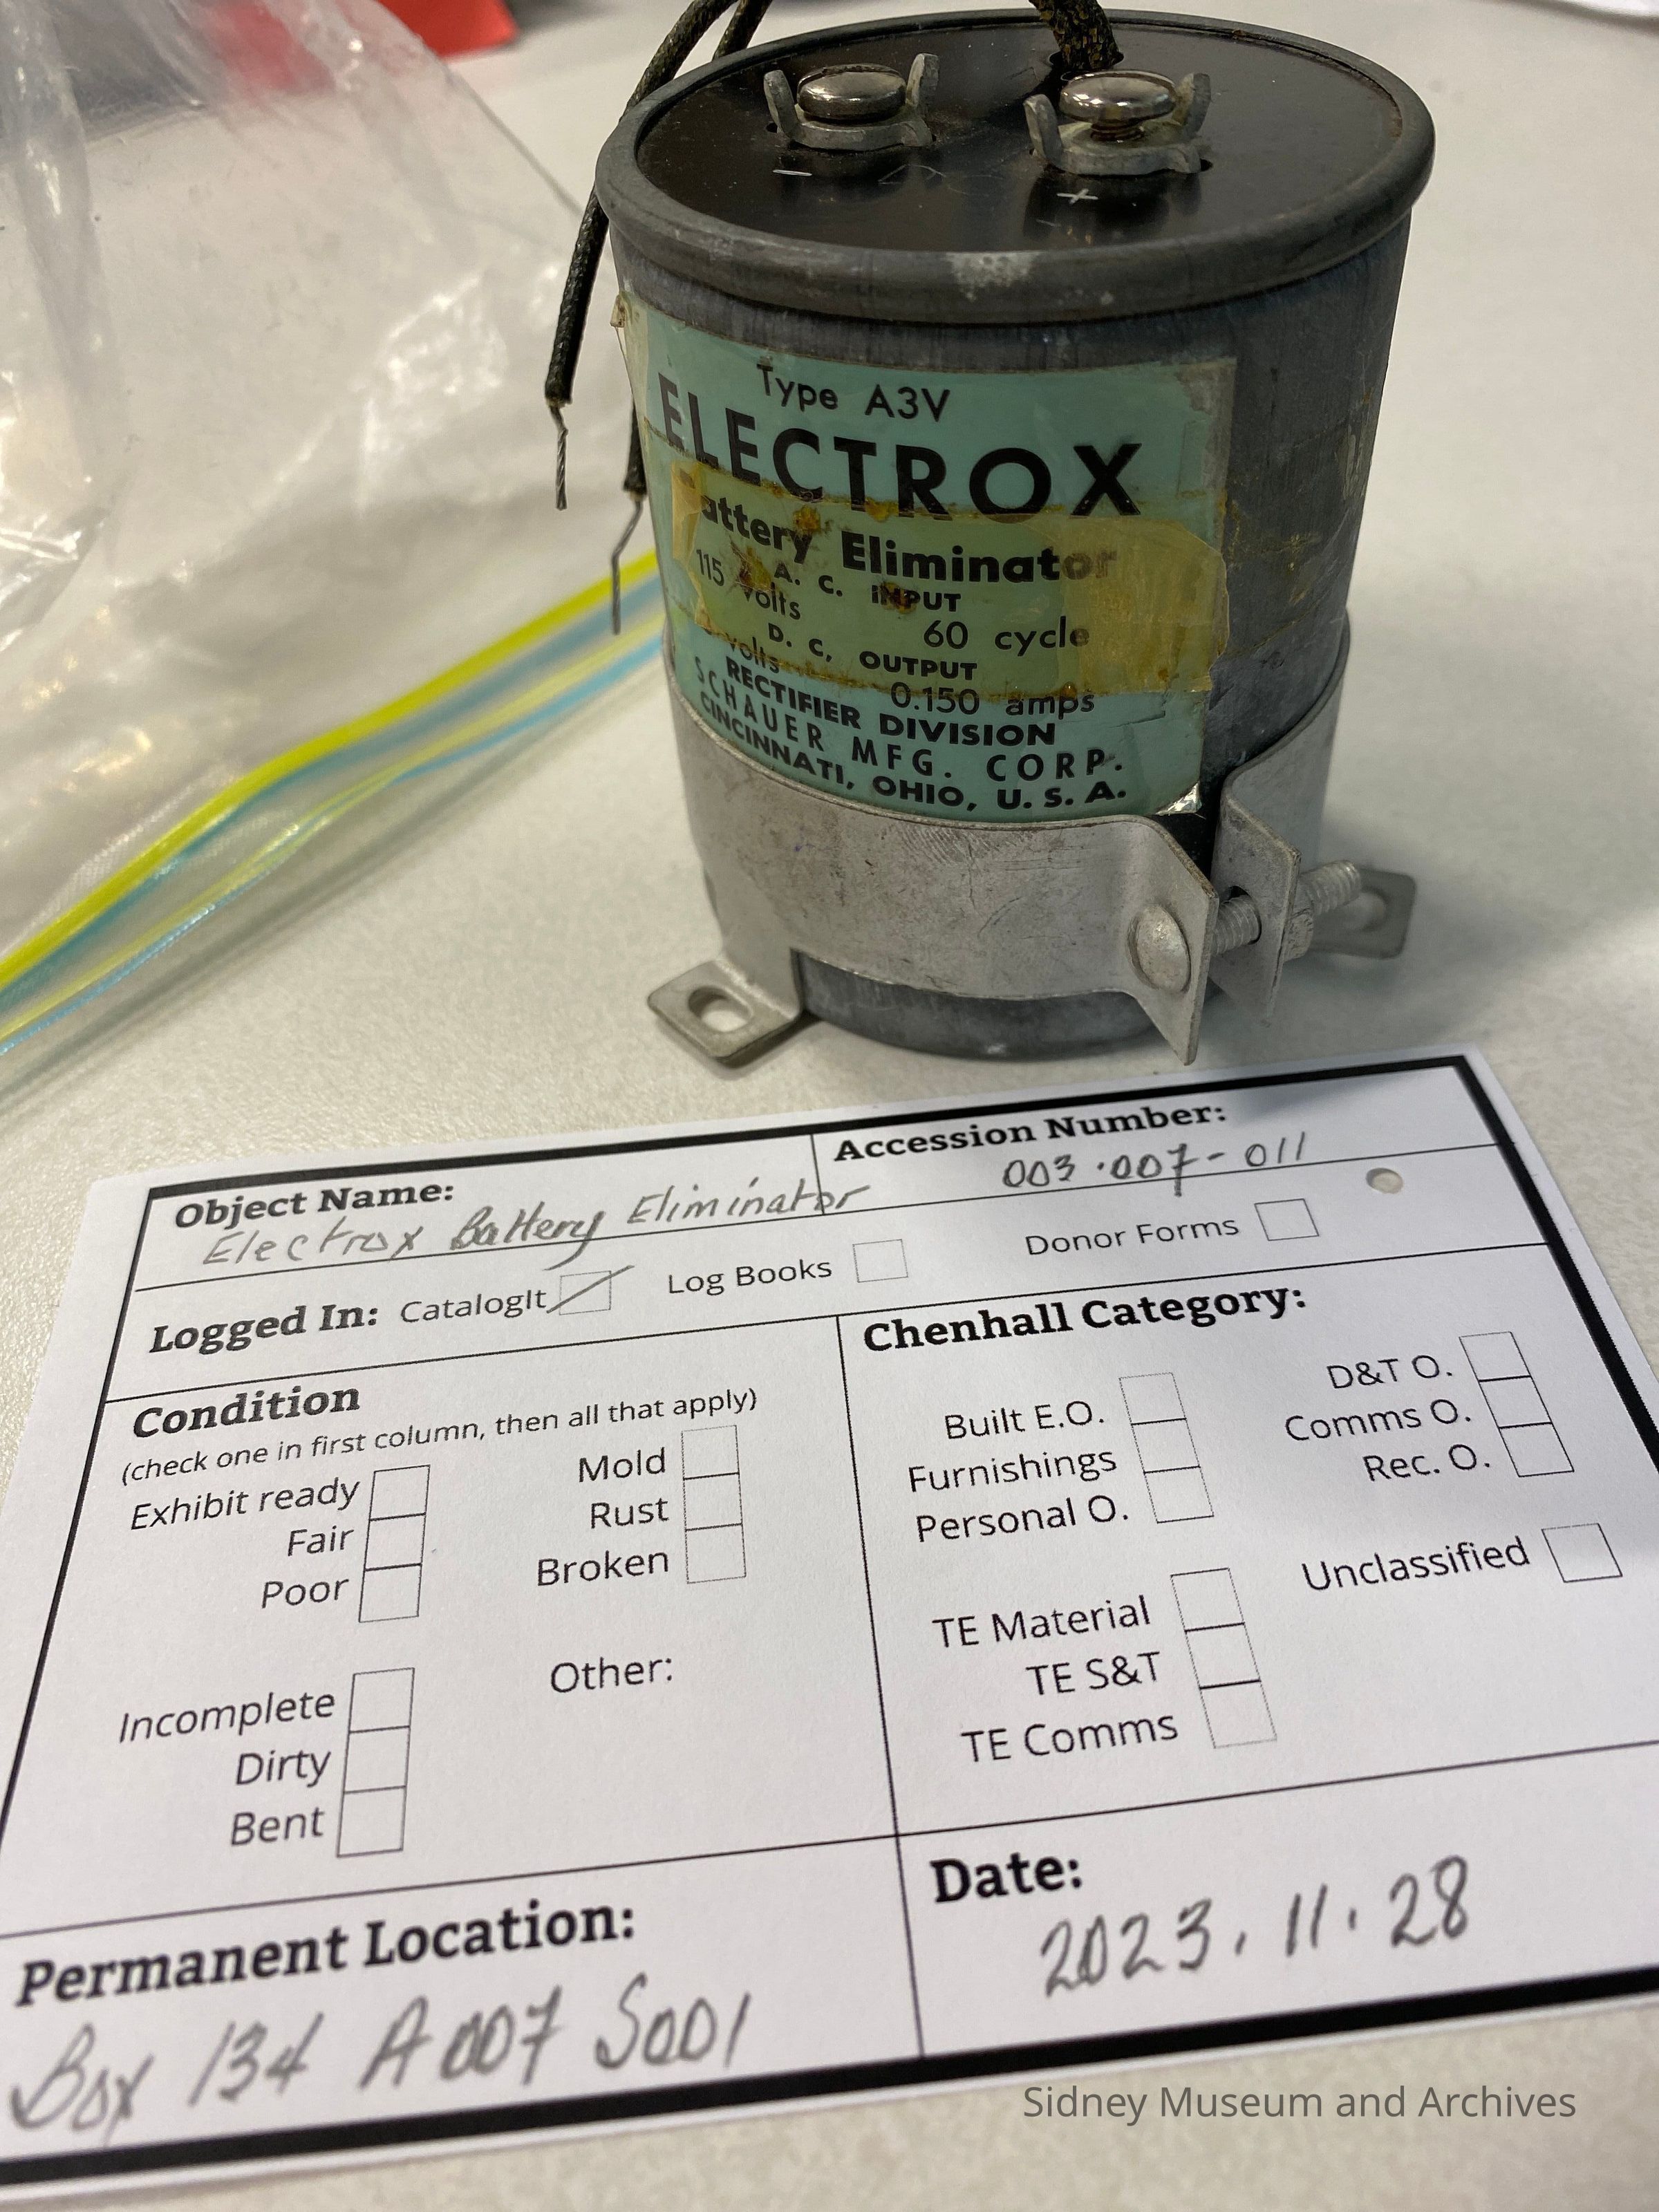 - +
Type A3V
ELECTROX
attery Eliminator
A. C. INPUT
115 volts 60 cycle
D. C. OUTPUT
volts 0.150 amps
RECTIFIER DIVISION
SCHAUER MFG. CORP.
CINCINNATI, OHIO, U. S. A.
Object Name: Accession Number:
Electrox Battery Eliminator 003.007-011
Logged In: CatalogIt Log Books Donor Forms
Condition
(check one in first column, then all that apply)
Exhibit ready Mold
Fair Rust
Poor Broken
Incomplete Other:
Dirty
Bent
Chenhall Category:
Built E.O. D&T O.
Furnishings Comms O.
Personal O. Rec. O.
TE Material Unclassified
TE S&T
TE Comms
Permanent Location:
Box 134 A007 S001
Date:
2023.11.28
Sidney Museum and Archives